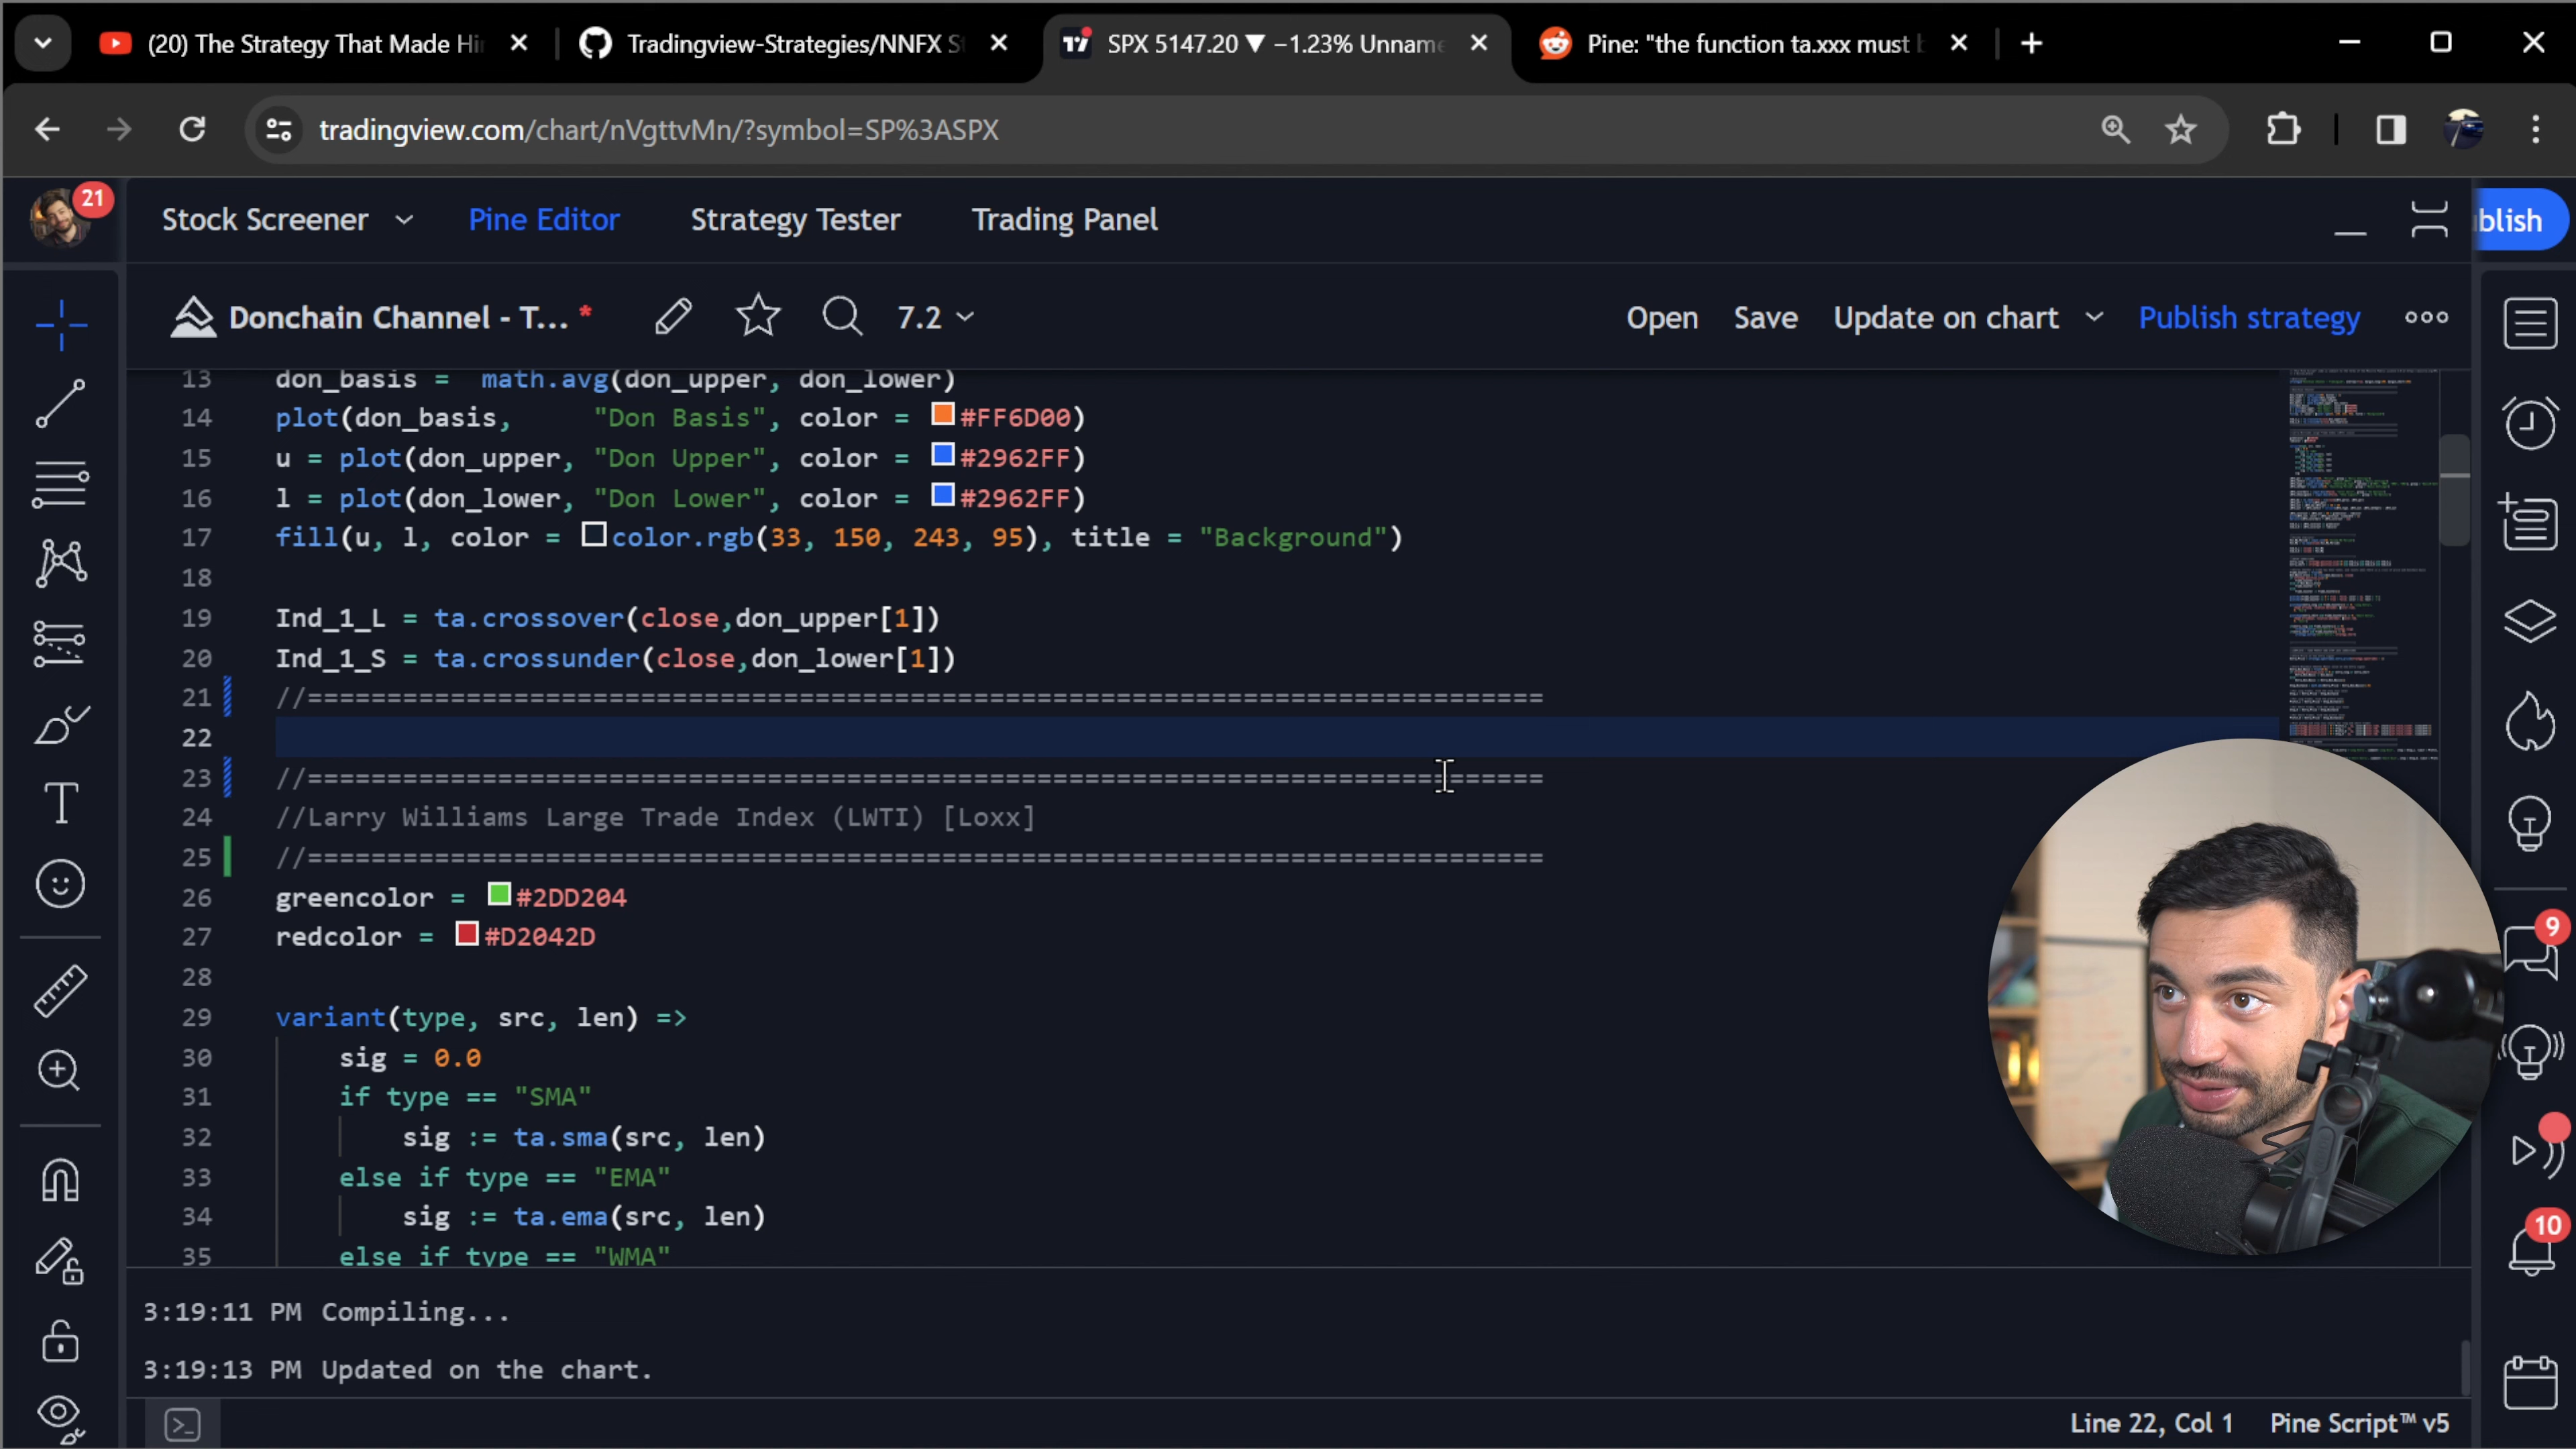 (20) The Strategy That Made Hi
Tradingview-Strategies/NNFX S
SPX 5147.20 ▼ −1.23% Unname
Pine: "the function ta.xxx must b
tradingview.com/chart/nVgttvMn/?symbol=SP%3ASPX
21
Stock Screener
Pine Editor
Strategy Tester
Trading Panel
blish
Donchain Channel - T... *
7.2
Open
Save
Update on chart
Publish strategy
13 don_basis = math.avg(don_upper, don_lower)
14 plot(don_basis, "Don Basis", color = #FF6D00)
15 u = plot(don_upper, "Don Upper", color = #2962FF)
16 l = plot(don_lower, "Don Lower", color = #2962FF)
17 fill(u, l, color = color.rgb(33, 150, 243, 95), title = "Background")
18
19 Ind_1_L = ta.crossover(close,don_upper[1])
20 Ind_1_S = ta.crossunder(close,don_lower[1])
21 //==============================================================================
22
23 //==============================================================================
24 //Larry Williams Large Trade Index (LWTI) [Loxx]
25 //==============================================================================
26 greencolor = #2DD204
27 redcolor = #D2042D
28
29 variant(type, src, len) =>
30 sig = 0.0
31 if type == "SMA"
32 sig := ta.sma(src, len)
33 else if type == "EMA"
34 sig := ta.ema(src, len)
35 else if type == "WMA"
9
10
3:19:11 PM Compiling...
3:19:13 PM Updated on the chart.
Line 22, Col 1
Pine Script™ v5